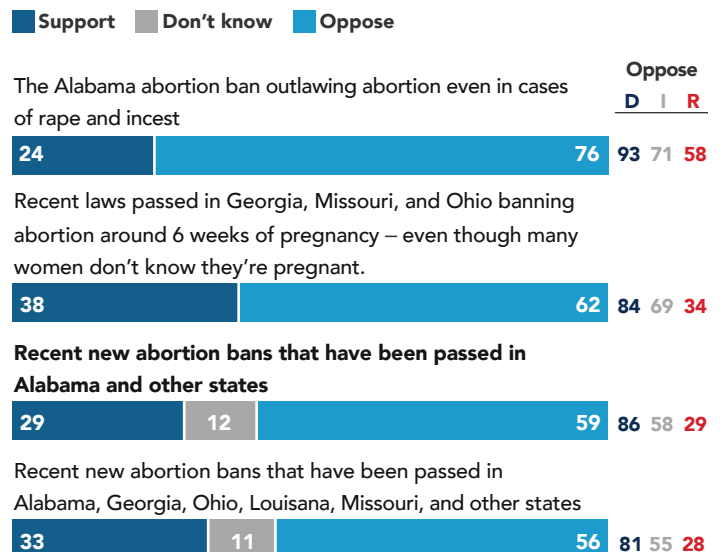 Support Don't know Oppose
Oppose
D I R
The Alabama abortion ban outlawing abortion even in cases
of rape and incest
24 76 93 71 58
Recent laws passed in Georgia, Missouri, and Ohio banning
abortion around 6 weeks of pregnancy – even though many
women don't know they're pregnant.
38 62 84 69 34
Recent new abortion bans that have been passed in
Alabama and other states
29 12 59 86 58 29
Recent new abortion bans that have been passed in
Alabama, Georgia, Ohio, Louisana, Missouri, and other states
33 11 56 81 55 28